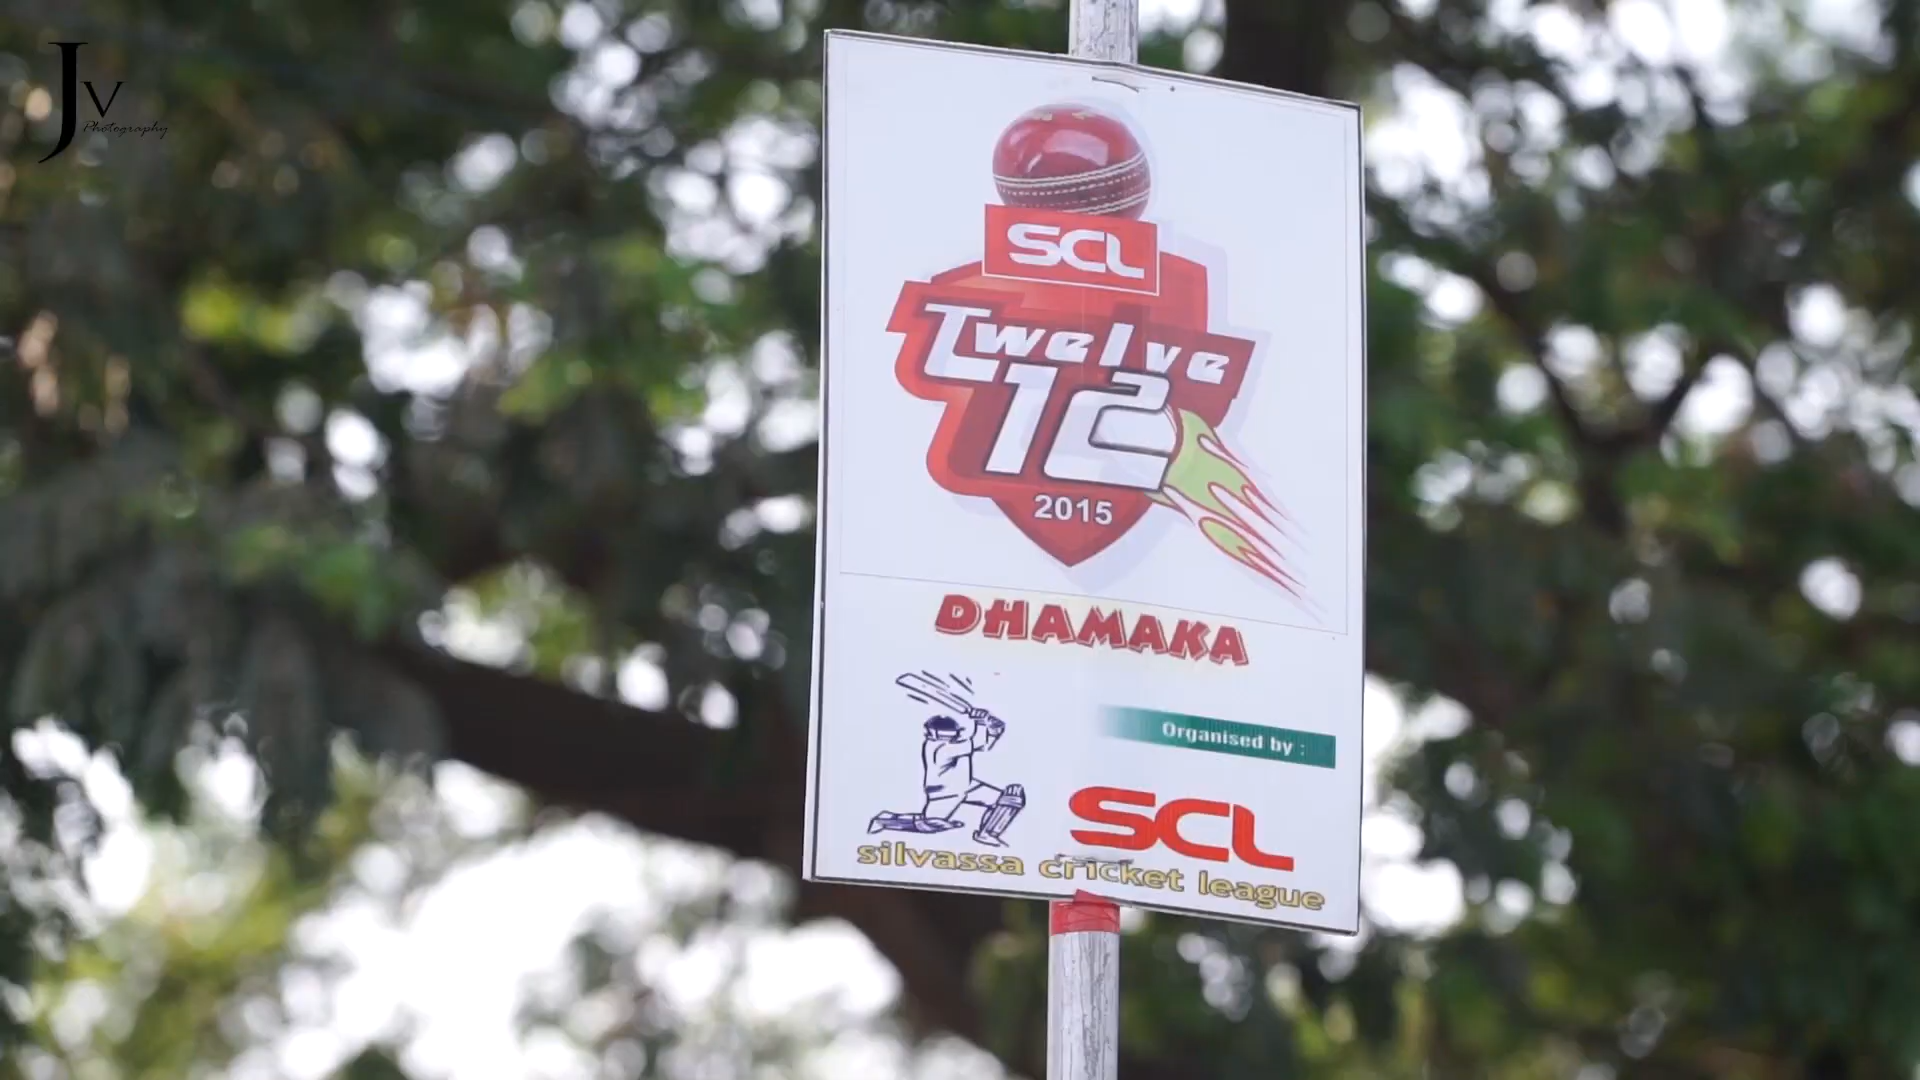 JV
Photography
SCL
Twelve
12
2015
DHAMAKA
Organised by :
SCL
silvassa cricket league